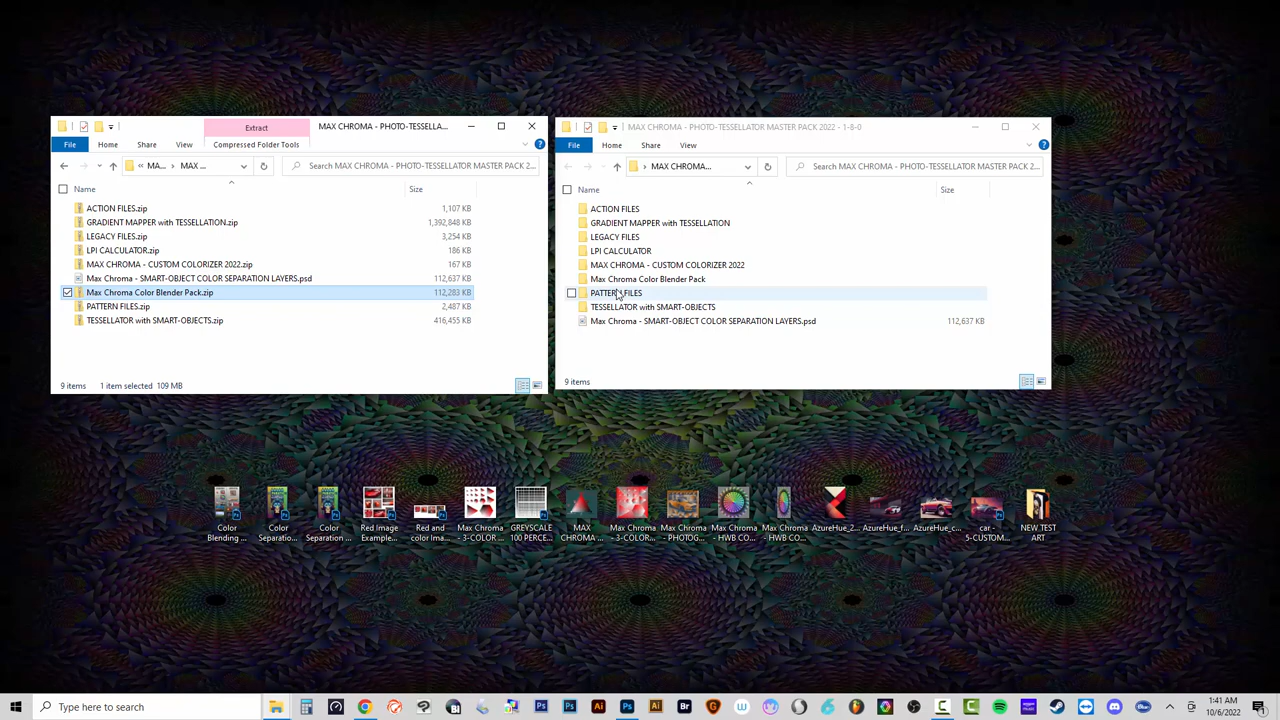 Extract
MAX CHROMA - PHOTO-TESSELLA...
File
Home
Share
View
Compressed Folder Tools
« MA... > MAX ...
Search MAX CHROMA - PHOTO-TESSELLATOR MASTER PACK 2...
Name
Size
ACTION FILES.zip 1,107 KB
GRADIENT MAPPER with TESSELLATION.zip 1,392,848 KB
LEGACY FILES.zip 3,254 KB
LPI CALCULATOR.zip 186 KB
MAX CHROMA - CUSTOM COLORIZER 2022.zip 167 KB
Max Chroma - SMART-OBJECT COLOR SEPARATION LAYERS.psd 112,637 KB
Max Chroma Color Blender Pack.zip 112,283 KB
PATTERN FILES.zip 2,487 KB
TESSELLATOR with SMART-OBJECTS.zip 416,455 KB
9 items 1 item selected 109 MB
MAX CHROMA - PHOTO-TESSELLATOR MASTER PACK 2022 - 1-8-0
File
Home
Share
View
> MAX CHROMA...
Search MAX CHROMA - PHOTO-TESSELLATOR MASTER PACK 2...
Name
Size
ACTION FILES
GRADIENT MAPPER with TESSELLATION
LEGACY FILES
LPI CALCULATOR
MAX CHROMA - CUSTOM COLORIZER 2022
Max Chroma Color Blender Pack
PATTERN FILES
TESSELLATOR with SMART-OBJECTS
Max Chroma - SMART-OBJECT COLOR SEPARATION LAYERS.psd 112,637 KB
9 items
Color
Blending ...
Color
Separatio...
Color
Separation ...
Red Image
Example...
Red and
color Ima...
Max Chroma
- 3-COLOR ...
GREYSCALE
100 PERCE...
MAX
CHROMA ...
Max Chroma
- 3-COLOR...
Max Chroma
- PHOTOG...
Max Chroma
- HWB CO...
Max Chroma
- HWB CO...
AzureHue_2...
AzureHue_f...
AzureHue_c...
car -
5-CUSTOM...
NEW TEST
ART
Type here to search
1:41 AM
10/6/2022